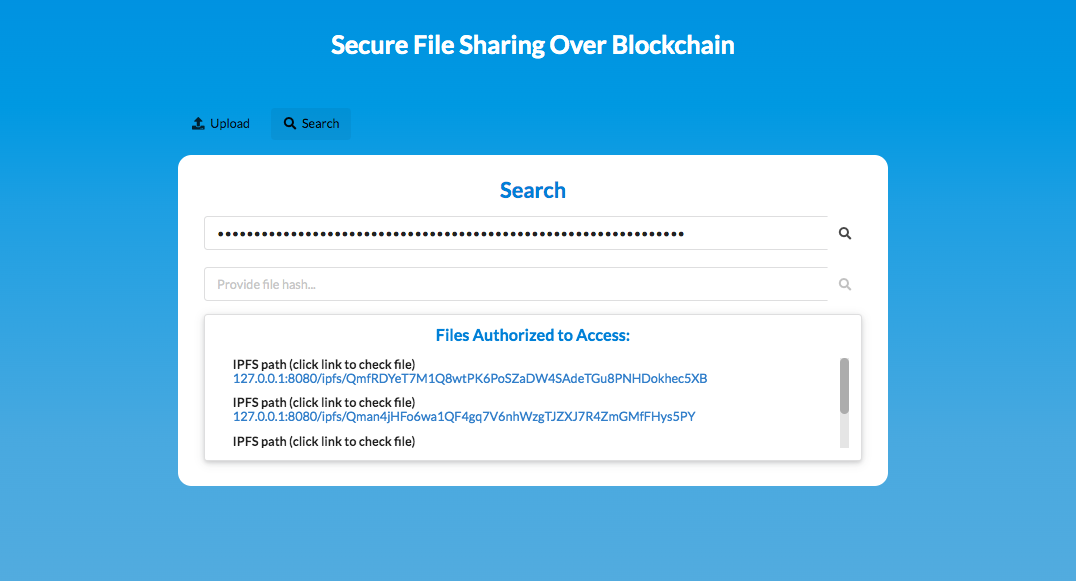 Secure File Sharing Over Blockchain
Upload
Search
Search
••••••••••••••••••••••••••••••••••••••••••••••••••••••••••••••••
Provide file hash...
Files Authorized to Access:
IPFS path (click link to check file)
127.0.0.1:8080/ipfs/QmfRDYeT7M1Q8wtPK6PoSZaDW4SAdeTGu8PNHDokhec5XB
IPFS path (click link to check file)
127.0.0.1:8080/ipfs/Qman4jHFo6wa1QF4gq7V6nhWzgTJZXJ7R4ZmGMfFHys5PY
IPFS path (click link to check file)